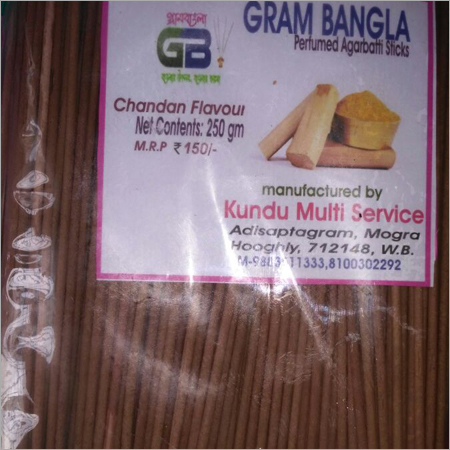 গ্রামবাংলা
GB
GRAM BANGLA
Perfumed Agarbatti Sticks
Chandan Flavour
Net Contents: 250 gm
M.R.P ₹ 150/-
manufactured by
Kundu Multi Service
Adisaptagram, Mogra
Hooghly, 712148, W.B.
8100302292